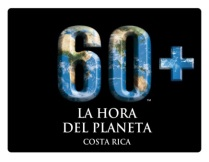 60+
LA HORA
DEL PLANETA
COSTA RICA